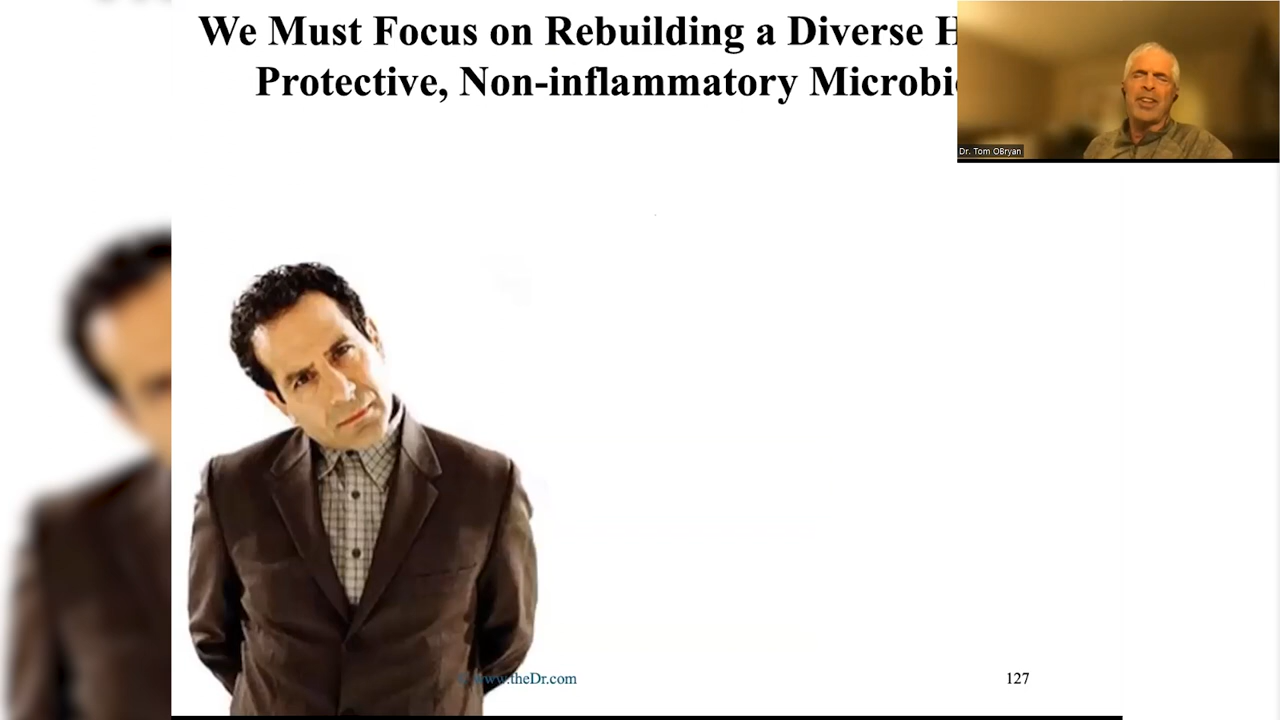 We Must Focus on Rebuilding a Diverse H
Protective, Non-inflammatory Microbi
Dr. Tom OBryan
www.theDr.com
127